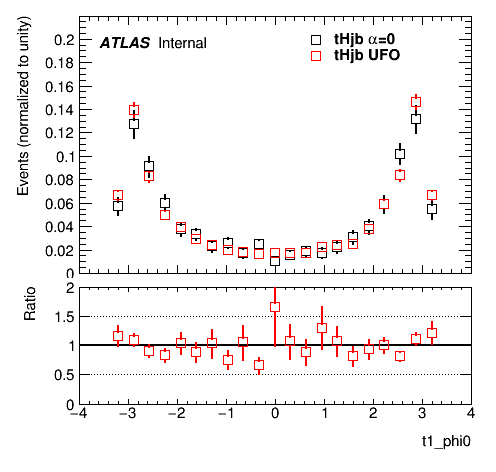 ATLAS Internal
tHjb α=0
tHjb UFO
Events (normalized to unity)
0.2
0.18
0.16
0.14
0.12
0.1
0.08
0.06
0.04
0.02
0
Ratio
2
1.5
1
0.5
0
−4 −3 −2 −1 0 1 2 3 4
t1_phi0